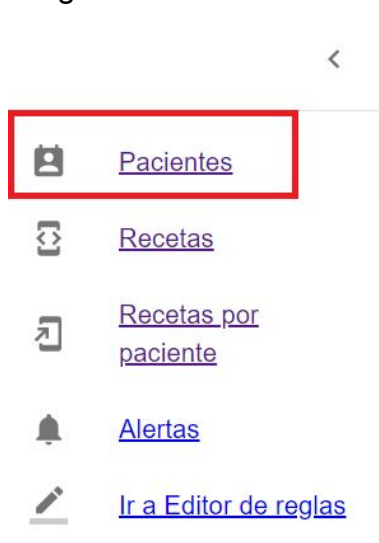 Pacientes
Recetas
Recetas por
paciente
Alertas
Ir a Editor de reglas